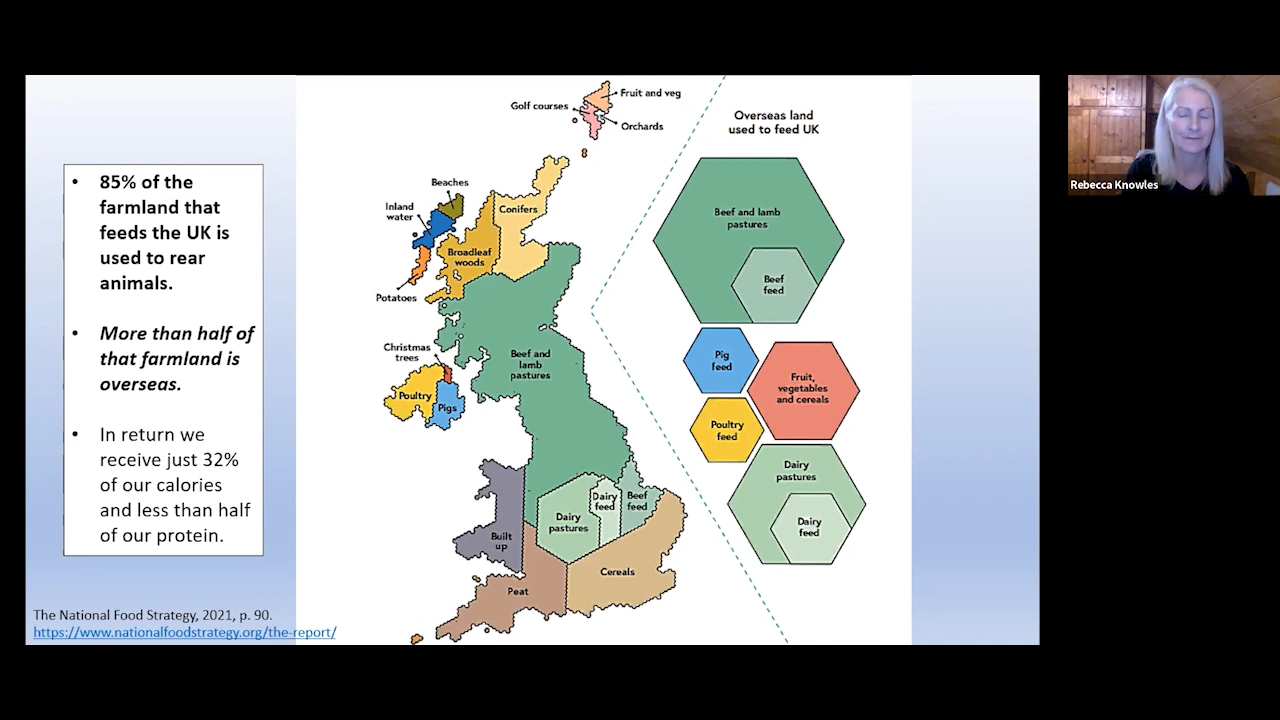 • 85% of the
farmland that
feeds the UK is
used to rear
animals.
• More than half of
that farmland is
overseas.
• In return we
receive just 32%
of our calories
and less than half
of our protein.
The National Food Strategy, 2021, p. 90.
https://www.nationalfoodstrategy.org/the-report/
Fruit and veg
Golf courses
Orchards
Beaches
Inland
water
Conifers
Broadleaf
woods
Potatoes
Christmas
trees
Beef and
lamb
pastures
Poultry
Pigs
Dairy
feed
Beef
feed
Dairy
pastures
Built
up
Cereals
Peat
Overseas land
used to feed UK
Beef and lamb
pastures
Beef
feed
Pig
feed
Fruit,
vegetables
and cereals
Poultry
feed
Dairy
pastures
Dairy
feed
Rebecca Knowles